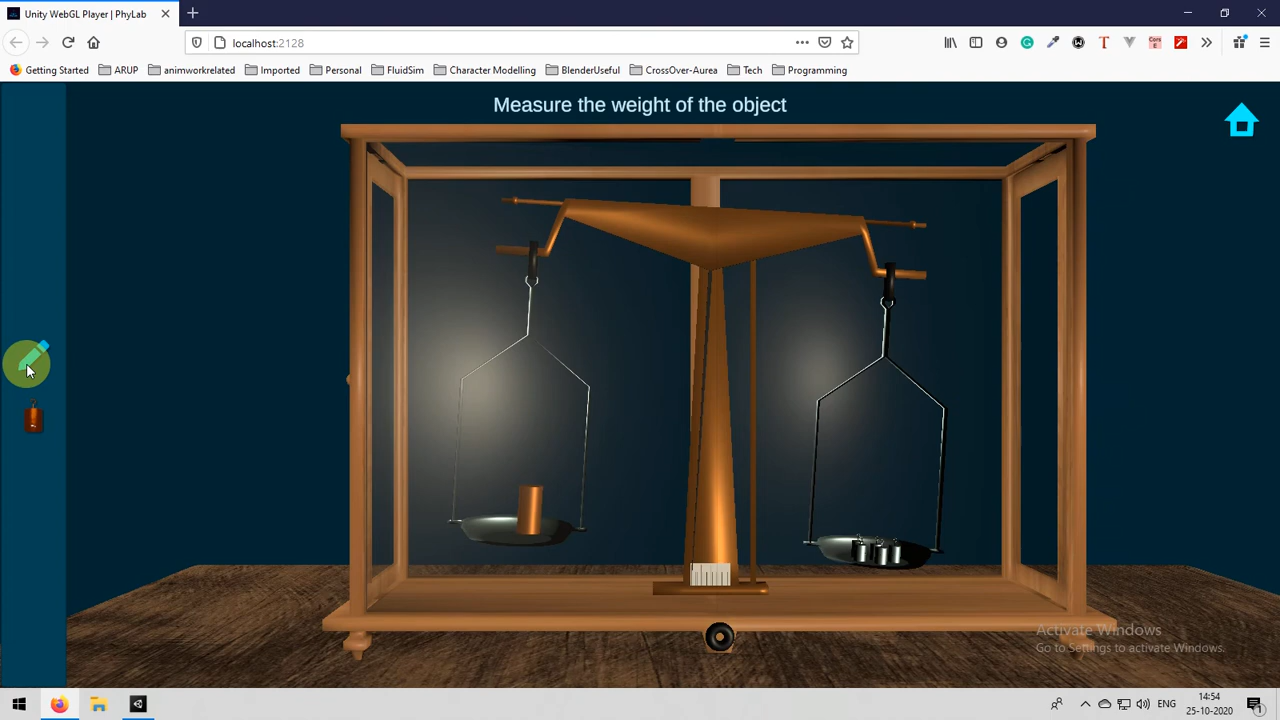 Unity WebGL Player | PhyLab
localhost:2128
Getting Started ARUP animworkrelated Imported Personal FluidSim Character Modelling BlenderUseful CrossOver-Aurea Tech Programming
Measure the weight of the object
Activate Windows
Go to Settings to activate Windows.
ENG
14:54
25-10-2020
1